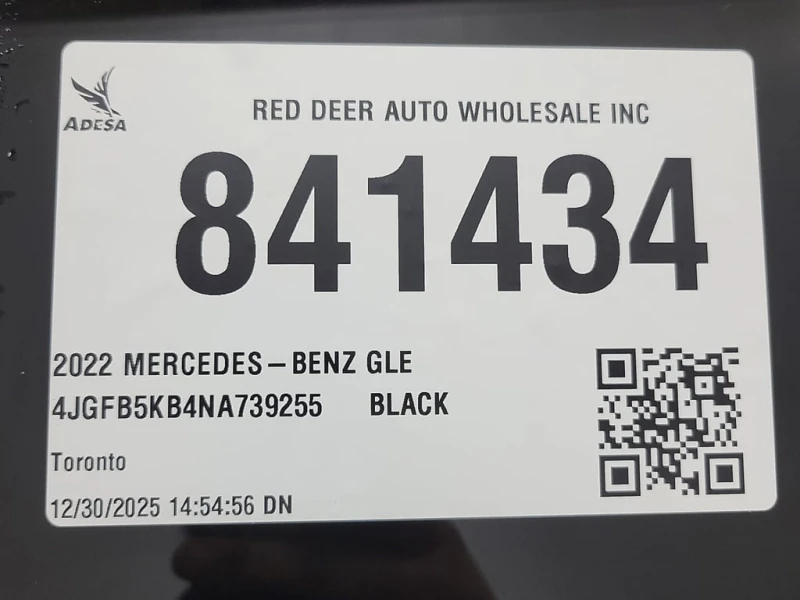 ADESA
RED DEER AUTO WHOLESALE INC
841434
2022 MERCEDES-BENZ GLE
4JGFB5KB4NA739255 BLACK
Toronto
12/30/2025 14:54:56 DN